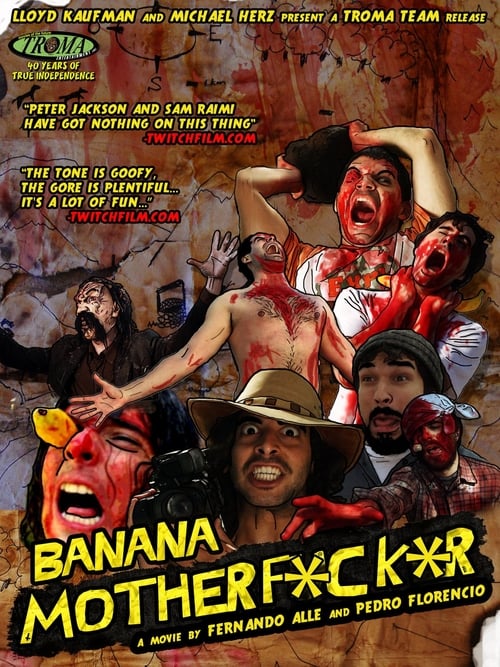 LLOYD KAUFMAN AND MICHAEL HERZ PRESENT A TROMA TEAM RELEASE
TROMA
40 YEARS OF
TRUE INDEPENDENCE
"PETER JACKSON AND SAM RAIMI
HAVE GOT NOTHING ON THIS THING"
-TWITCHFILM.COM
"THE TONE IS GOOFY,
THE GORE IS PLENTIFUL...
IT'S A LOT OF FUN..."
-TWITCHFILM.COM
BANANA
MOTHERF*CK*R
A MOVIE BY FERNANDO ALLE AND PEDRO FLORENCIO